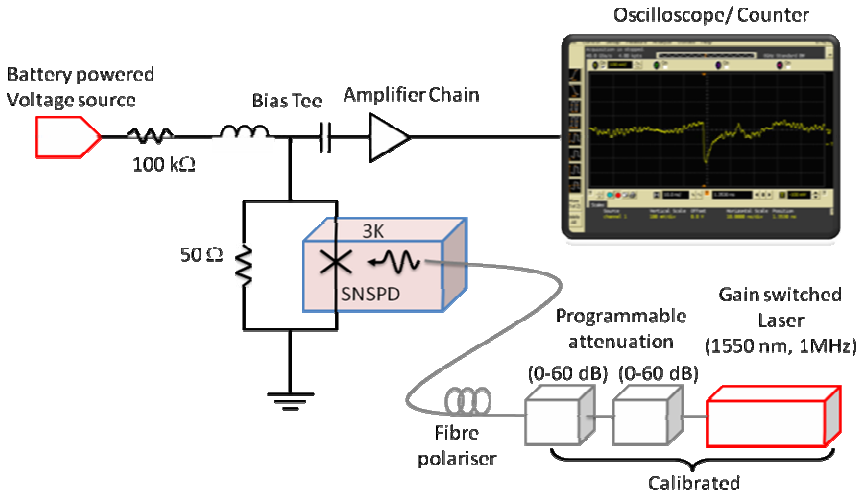 Oscilloscope/ Counter
Battery powered
Voltage source
Bias Tee
Amplifier Chain
100 kΩ
50 Ω
3K
SNSPD
Programmable
attenuation
(0-60 dB) (0-60 dB)
Gain switched
Laser
(1550 nm, 1MHz)
Fibre
polariser
Calibrated